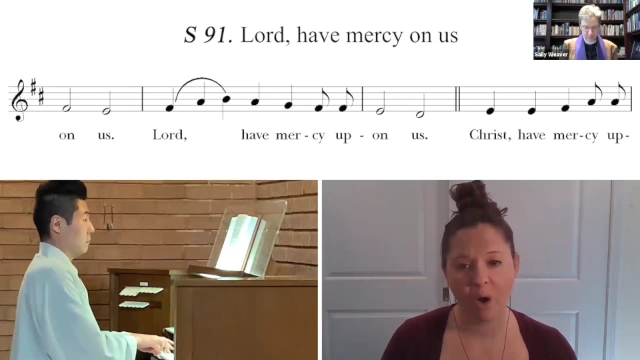 S 91. Lord, have mercy on us
Sally Weaver
on us. Lord, have mer - cy up - on us. Christ, have mer - cy up -